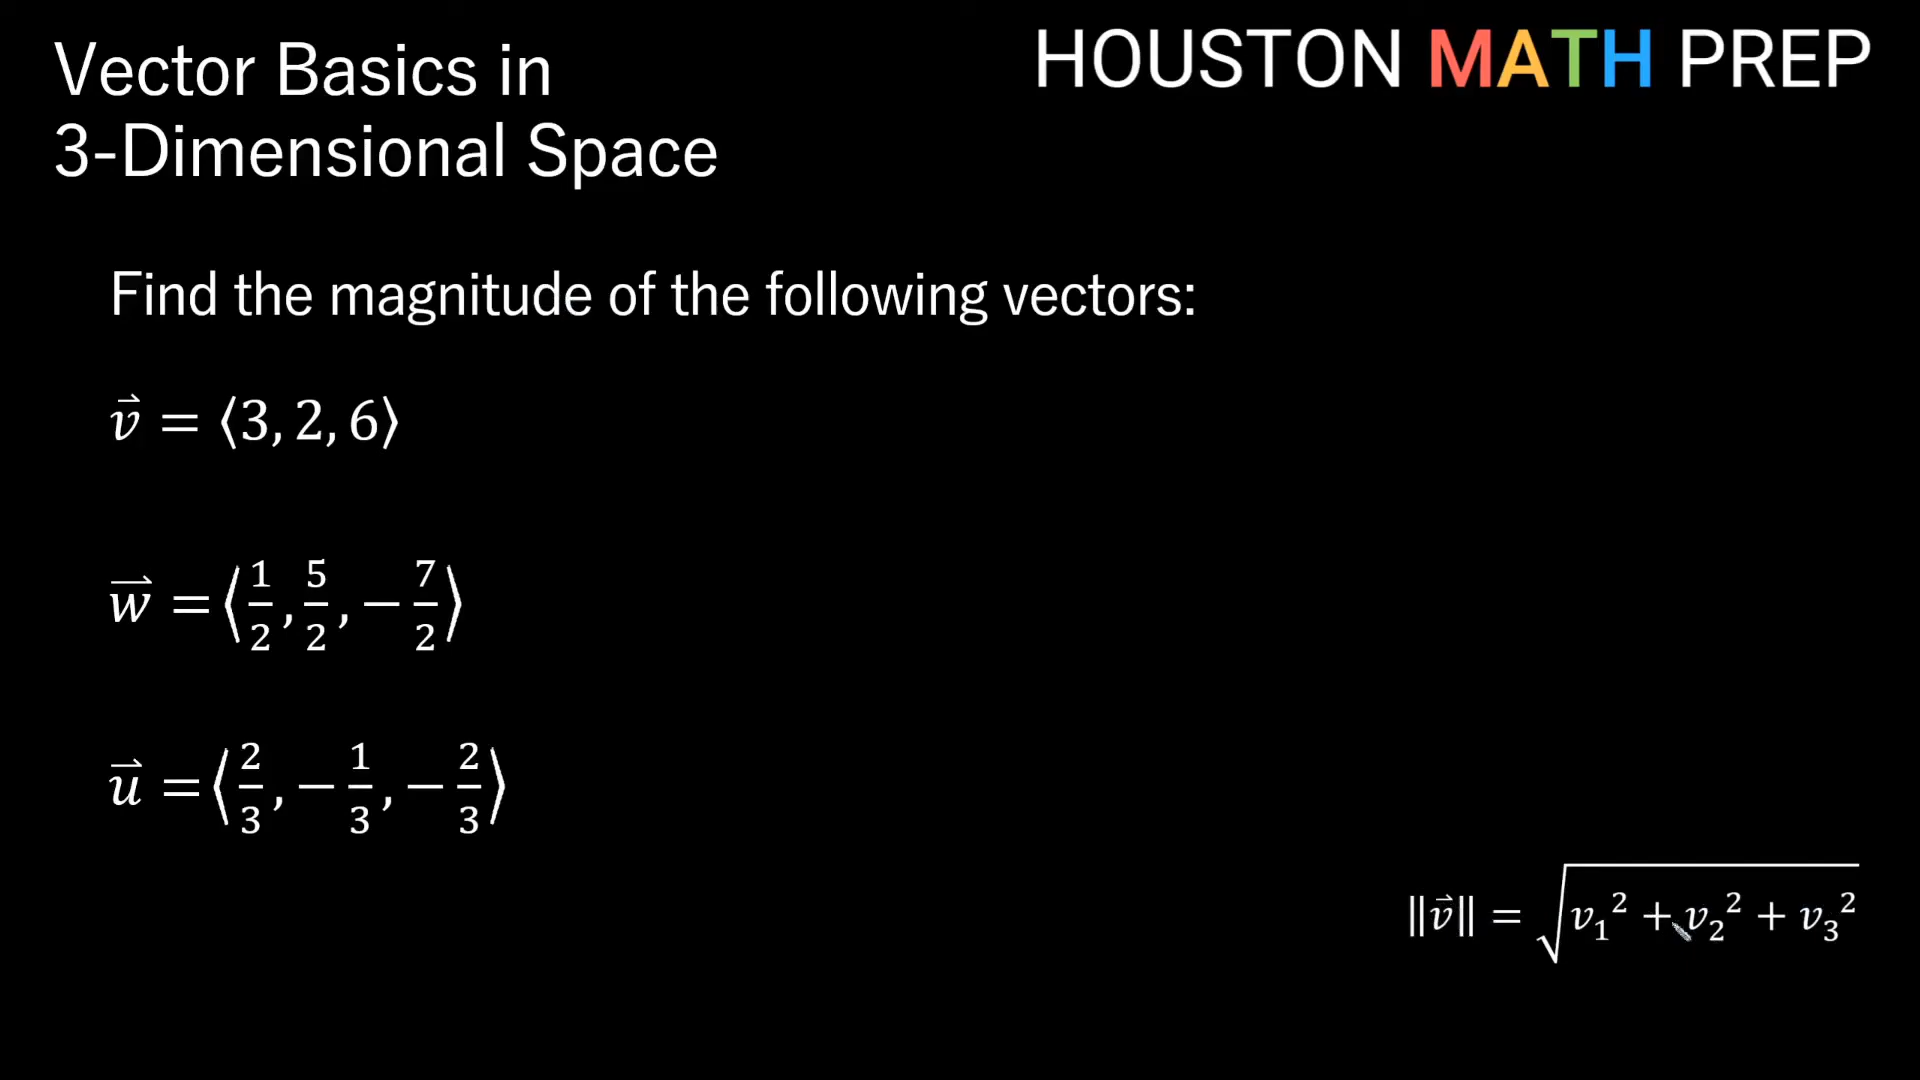 Vector Basics in
3-Dimensional Space
HOUSTON MATH PREP
Find the magnitude of the following vectors:
v⃗ = ⟨3, 2, 6⟩
w⃗ = ⟨1/2, 5/2, −7/2⟩
u⃗ = ⟨2/3, −1/3, −2/3⟩
‖v⃗‖ = √(v₁² + v₂² + v₃²)